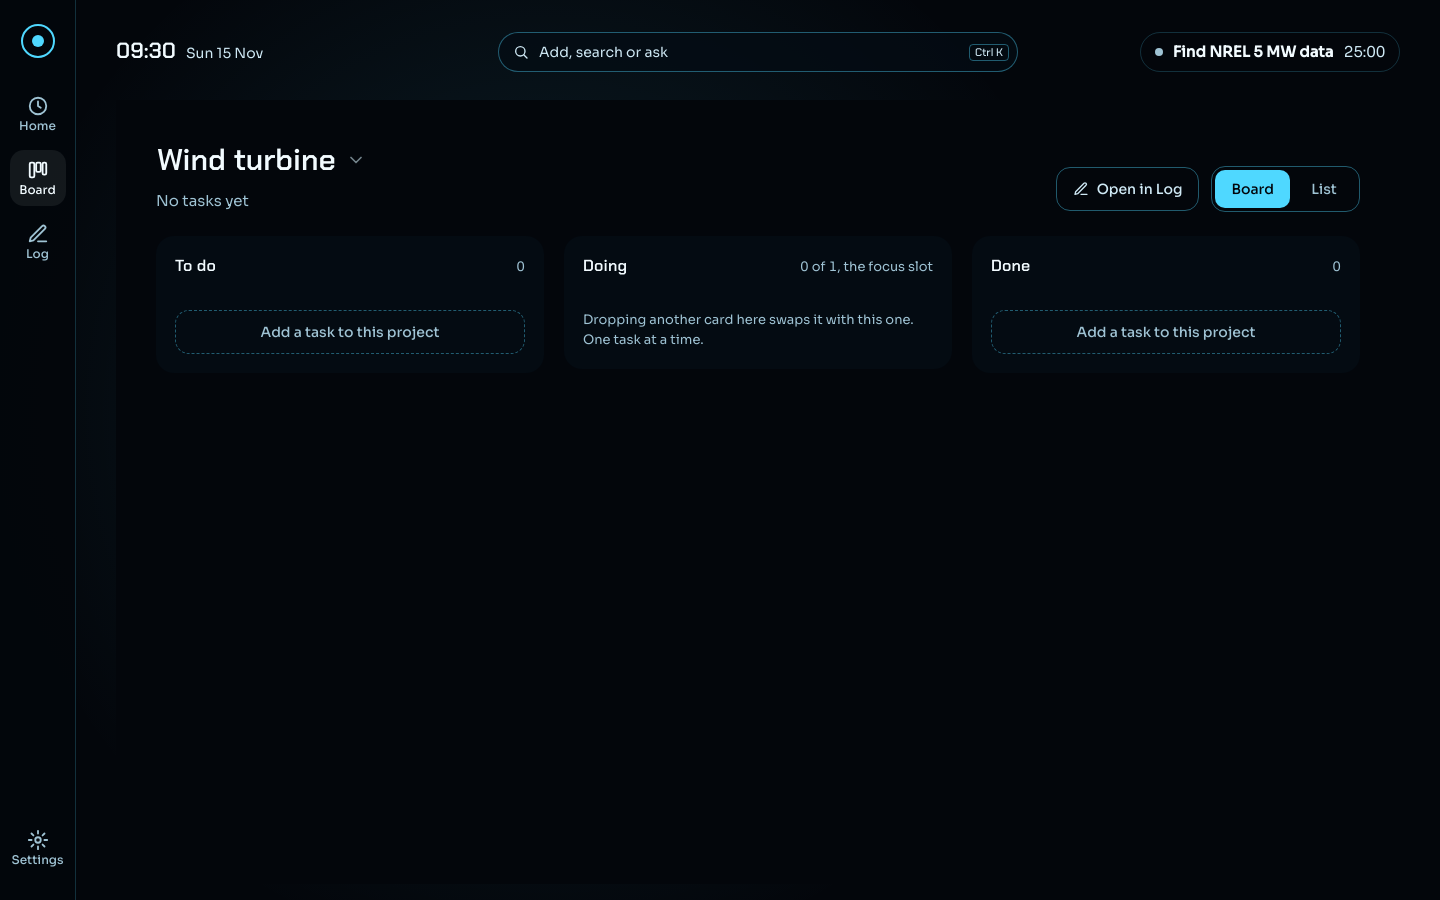 09:30 Sun 15 Nov
Add, search or ask
Ctrl K
Find NREL 5 MW data 25:00
Home
Board
Log
Settings
Wind turbine
No tasks yet
Open in Log
Board
List
To do
0
Add a task to this project
Doing
0 of 1, the focus slot
Dropping another card here swaps it with this one.
One task at a time.
Done
0
Add a task to this project